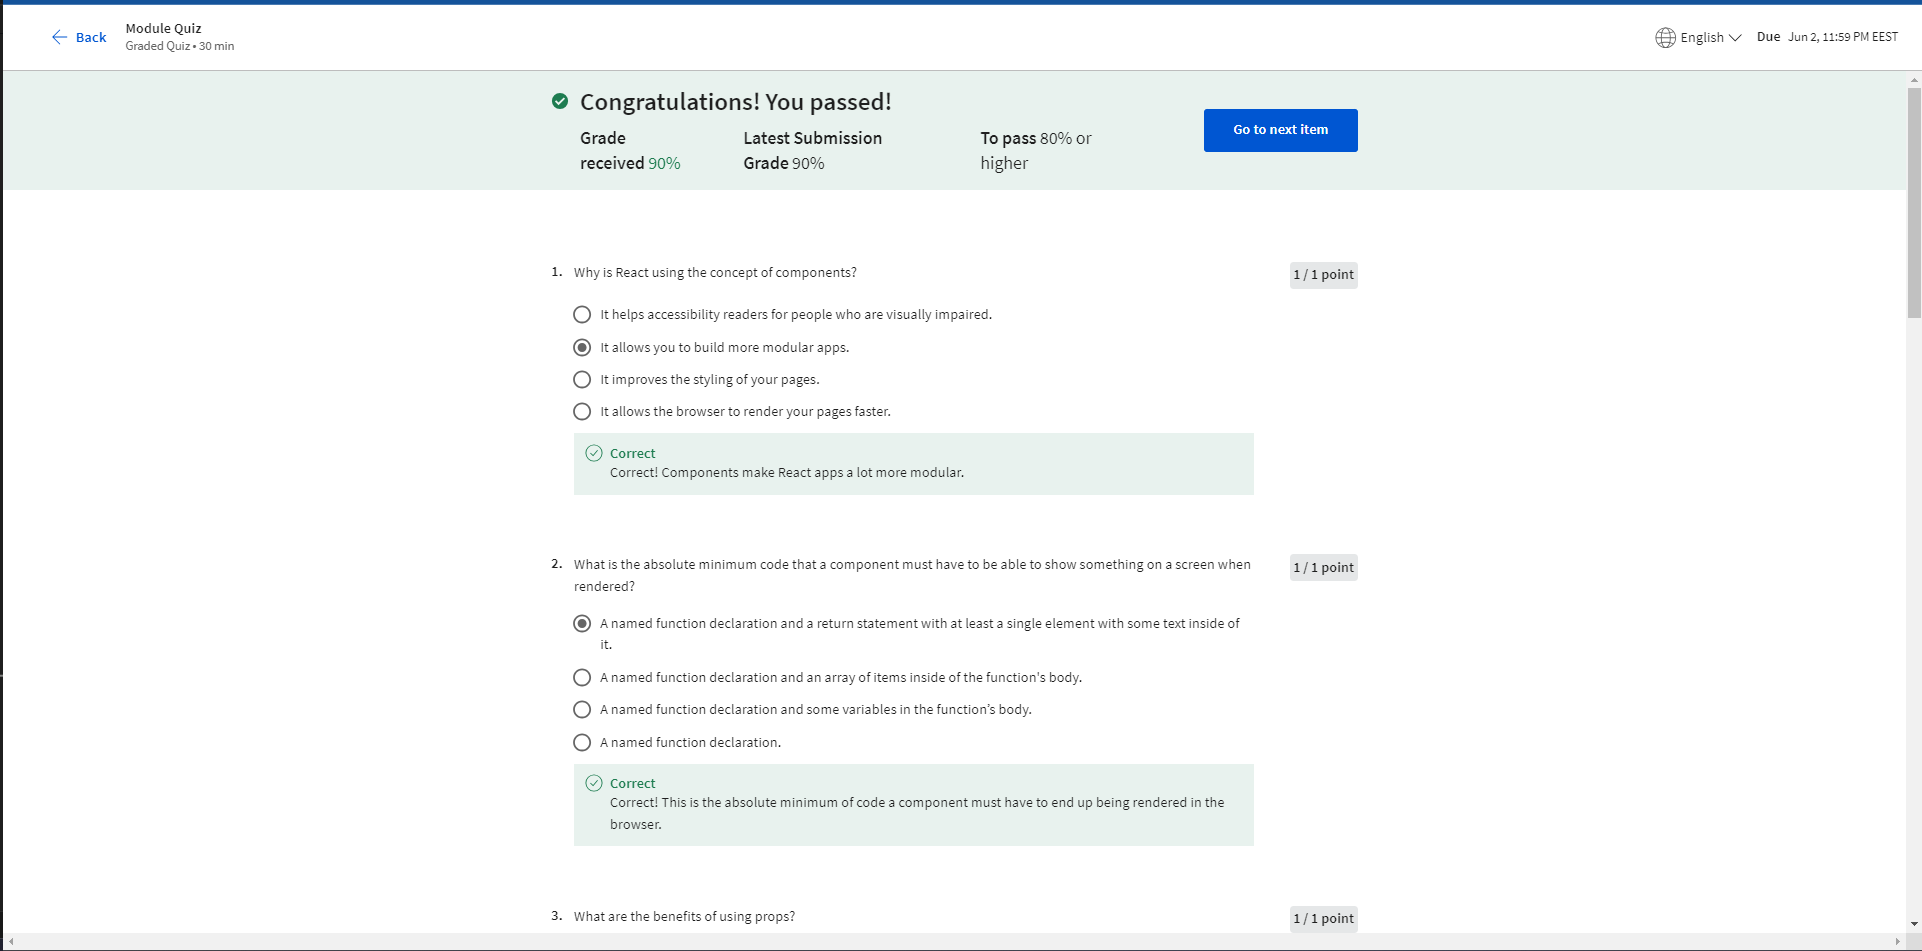 Back
Module Quiz
Graded Quiz • 30 min
English
Due Jun 2, 11:59 PM EEST
Congratulations! You passed!
Grade received 90%
Latest Submission Grade 90%
To pass 80% or higher
Go to next item
1. Why is React using the concept of components?
1 / 1 point
It helps accessibility readers for people who are visually impaired.
It allows you to build more modular apps.
It improves the styling of your pages.
It allows the browser to render your pages faster.
Correct
Correct! Components make React apps a lot more modular.
2. What is the absolute minimum code that a component must have to be able to show something on a screen when
rendered?
1 / 1 point
A named function declaration and a return statement with at least a single element with some text inside of
it.
A named function declaration and an array of items inside of the function's body.
A named function declaration and some variables in the function’s body.
A named function declaration.
Correct
Correct! This is the absolute minimum of code a component must have to end up being rendered in the
browser.
3. What are the benefits of using props?
1 / 1 point